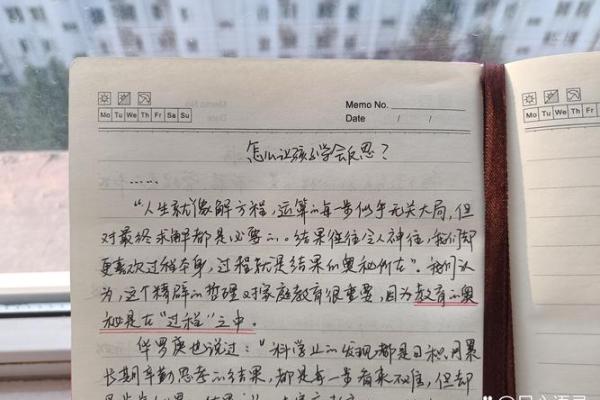 Memo No.
Mo Tu We Th Fr Sa Su
Date / /
怎么让孩子学会反思？
……
“人生就像解方程，运算的每一步似乎无关大局，但
对最终求解都是必要的。结果往往令人神往，我们却
更喜欢过程本身，过程就是结果的奥秘所在”。我们认
为，这个精辟的哲理对家庭教育很重要，因为教育的奥
秘是在“过程”之中。
华罗庚也说过：“科学上的发现都是日积月累
长期辛勤思考的结果，都是每一步看来不难，但却
Mo Tu We Th Fr